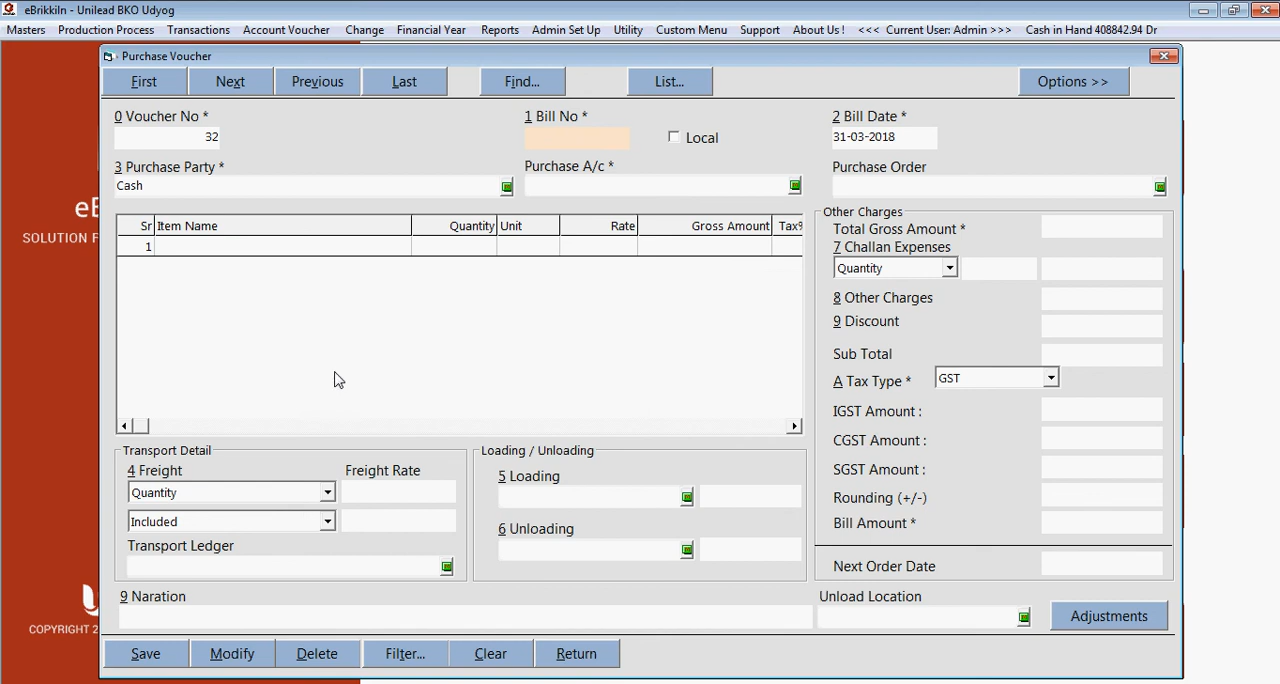 eBrikkiln - Unilead BKO Udyog
Masters Production Process Transactions Account Voucher Change Financial Year Reports Admin Set Up Utility Custom Menu Support About Us ! <<< Current User: Admin >>> Cash in Hand 408842.94 Dr
Purchase Voucher
First Next Previous Last Find... List... Options >>
0 Voucher No * 1 Bill No * 2 Bill Date *
32 Local 31-03-2018
3 Purchase Party * Purchase A/c * Purchase Order
Cash
eB
SOLUTION F
Sr Item Name Quantity Unit Rate Gross Amount Tax%
1
Other Charges
Total Gross Amount *
7 Challan Expenses
Quantity
8 Other Charges
9 Discount
Sub Total
A Tax Type * GST
IGST Amount :
CGST Amount :
SGST Amount :
Rounding (+/-)
Bill Amount *
Next Order Date
Transport Detail
4 Freight Freight Rate
Quantity
Included
Transport Ledger
Loading / Unloading
5 Loading
6 Unloading
9 Naration Unload Location
Adjustments
COPYRIGHT 2
Save Modify Delete Filter... Clear Return